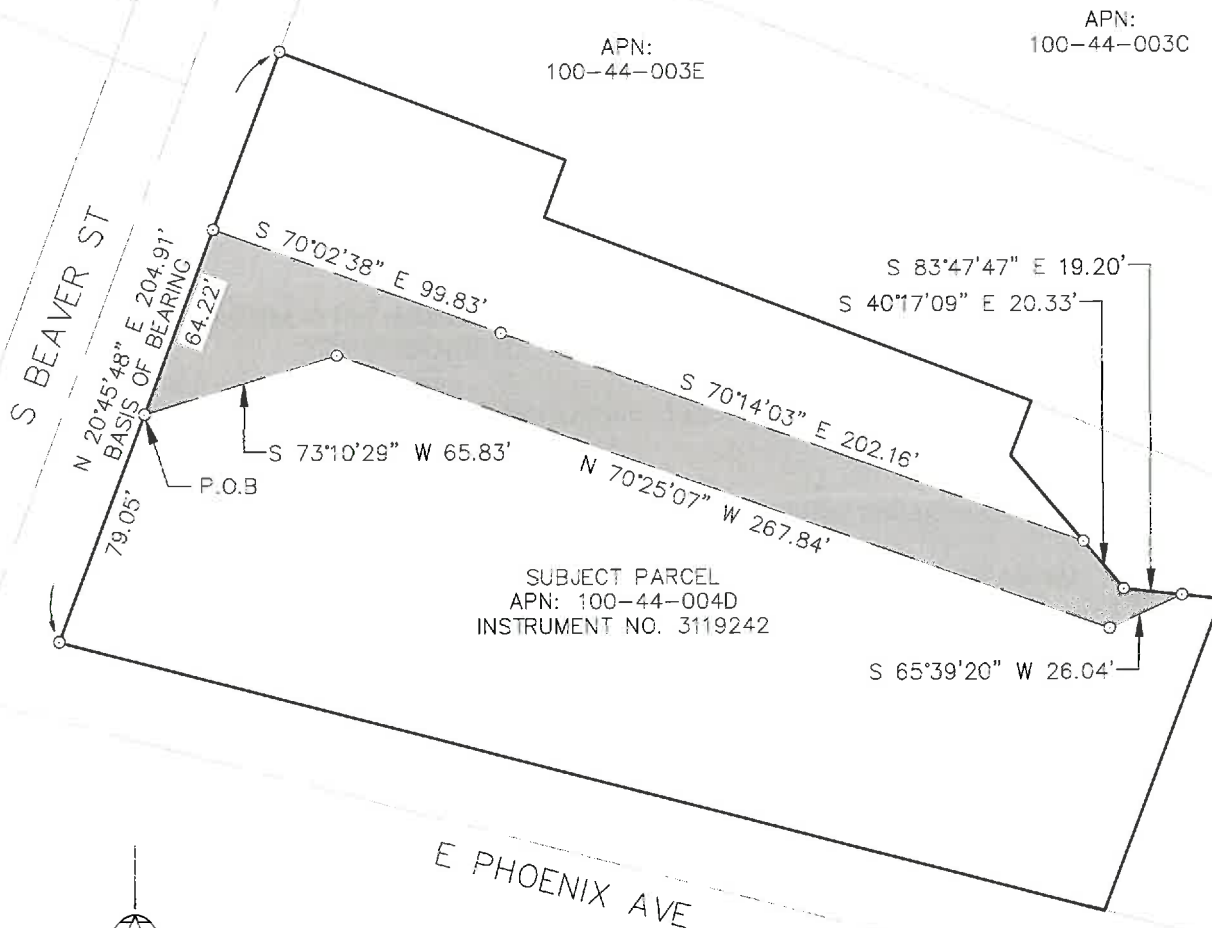 APN:
100-44-003C
APN:
100-44-003E
S BEAVER ST
N 20°45'48" E 204.91'
BASIS OF BEARING
64.22'
S 70°02'38" E 99.83'
S 83°47'47" E 19.20'
S 40°17'09" E 20.33'
S 70°14'03" E 202.16'
S 73°10'29" W 65.83'
N 70°25'07" W 267.84'
P.O.B
79.05'
SUBJECT PARCEL
APN: 100-44-004D
INSTRUMENT NO. 3119242
S 65°39'20" W 26.04'
E PHOENIX AVE